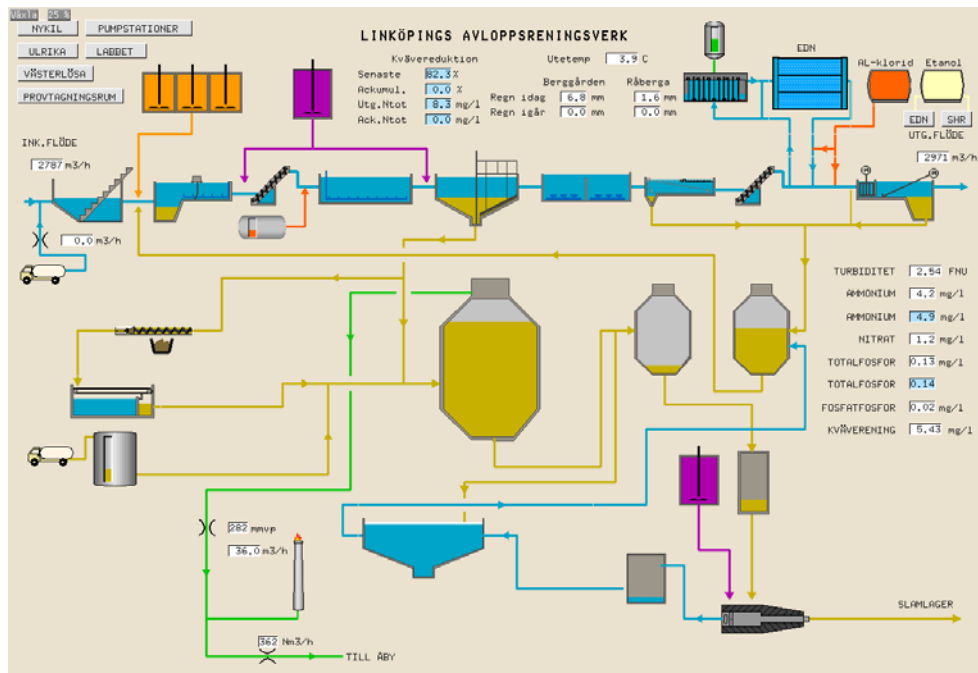 Växla 25 %
NYKIL PUMPSTATIONER
ULRIKA LABBET
VÄSTERLÖSA
PROVTAGNINGSRUM
LINKÖPINGS AVLOPPSRENINGSVERK
Kvävereduktion
Senaste 82.3 %
Ackumul. 0.0 %
Utg.Ntot 8.3 mg/l
Ack.Ntot 0.0 mg/l
Utetemp 3.9 C
Berggården Råberga
Regn idag 6.8 mm 1.6 mm
Regn igår 0.0 mm 0.0 mm
EDN
AL-klorid Etanol
EDN SHR
INK.FLÖDE
2787 m3/h
UTG.FLÖDE
2971 m3/h
0.0 m3/h
TURBIDITET 2.54 FNU
AMMONIUM 4.2 mg/l
AMMONIUM 4.9 mg/l
NITRAT 1.2 mg/l
TOTALFOSFOR 0.13 mg/l
TOTALFOSFOR 0.14
FOSFATFOSFOR 0.02 mg/l
KVÄVERENING 5.43 mg/l
282 mmvp
36.0 m3/h
362 Nm3/h
TILL ÅBY
SLAMLAGER